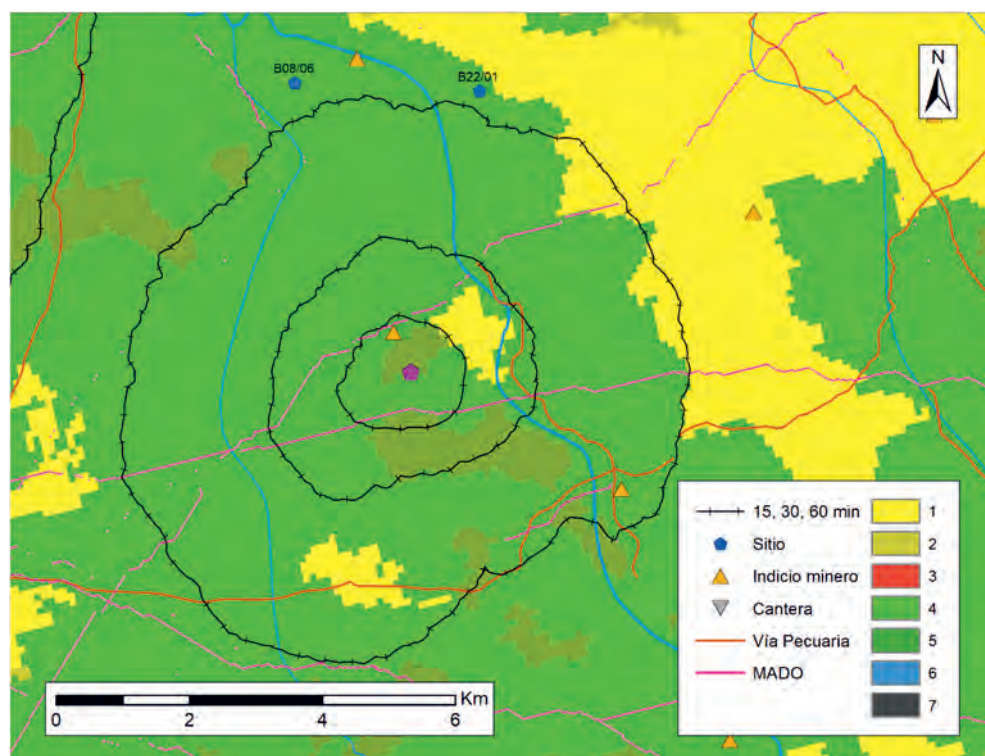 B08/06
B22/01
N
15, 30, 60 min
Sitio
Indicio minero
Cantera
Vía Pecuaria
MADO
1
2
3
4
5
6
7
Km
0 2 4 6